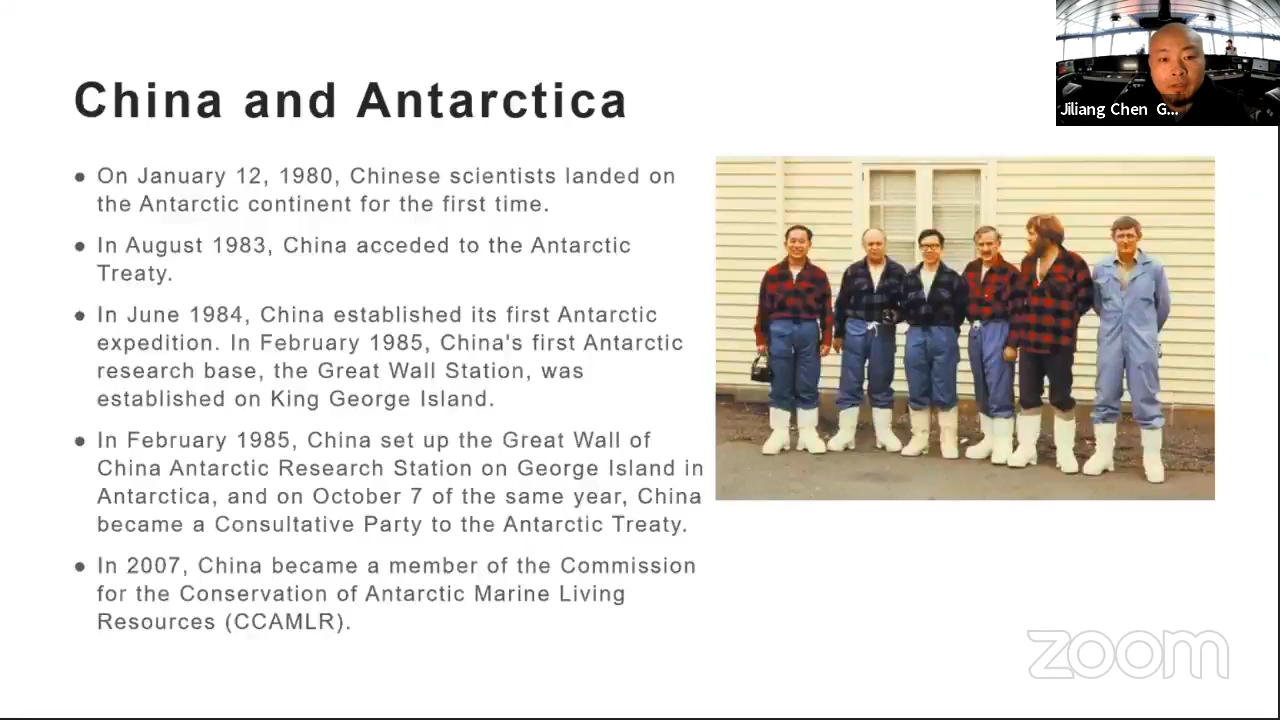 China and Antarctica
Jiliang Chen G...
● On January 12, 1980, Chinese scientists landed on
the Antarctic continent for the first time.
● In August 1983, China acceded to the Antarctic
Treaty.
● In June 1984, China established its first Antarctic
expedition. In February 1985, China's first Antarctic
research base, the Great Wall Station, was
established on King George Island.
● In February 1985, China set up the Great Wall of
China Antarctic Research Station on George Island in
Antarctica, and on October 7 of the same year, China
became a Consultative Party to the Antarctic Treaty.
● In 2007, China became a member of the Commission
for the Conservation of Antarctic Marine Living
Resources (CCAMLR).
zoom